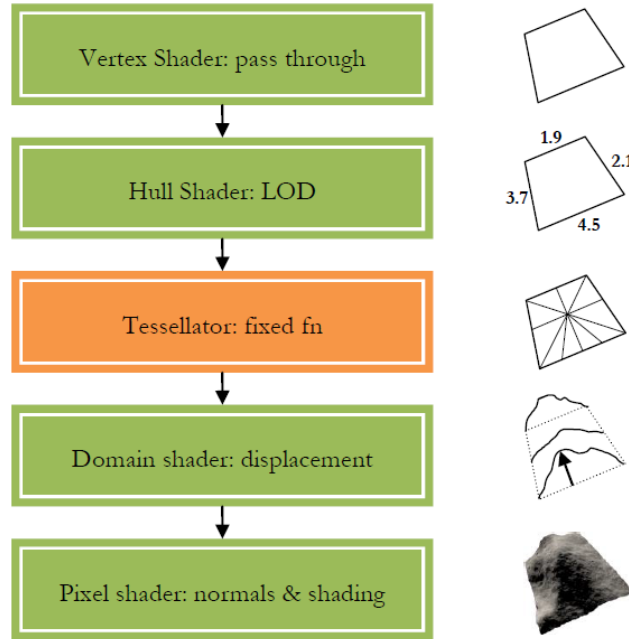 Vertex Shader: pass through
Hull Shader: LOD
1.9
2.1
3.7
4.5
Tessellator: fixed fn
Domain shader: displacement
Pixel shader: normals & shading